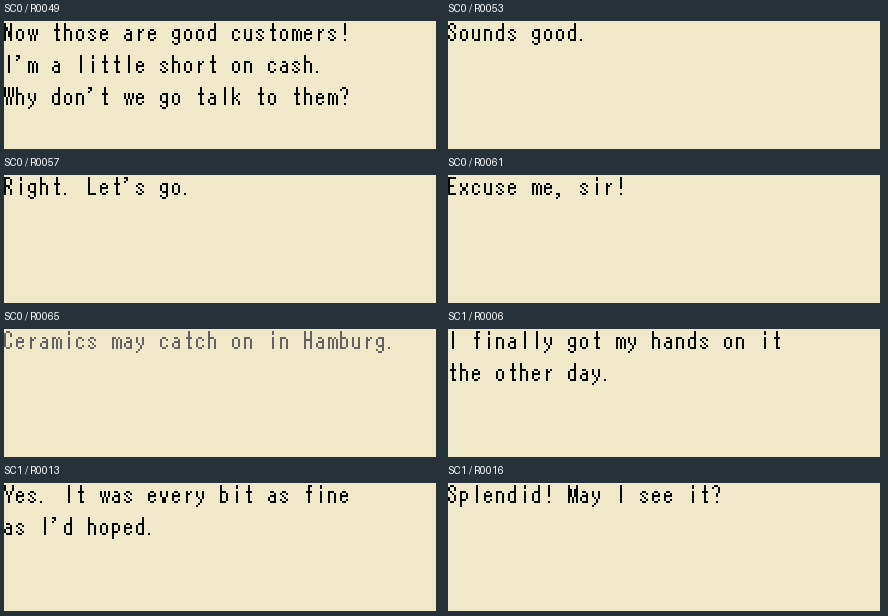 SC0/R0049
Now those are good customers!
I'm a little short on cash.
Why don't we go talk to them?
SC0/R0053
Sounds good.
SC0/R0057
Right. Let's go.
SC0/R0061
Excuse me, sir!
SC0/R0065
Ceramics may catch on in Hamburg.
SC1/R0006
I finally got my hands on it
the other day.
SC1/R0013
Yes. It was every bit as fine
as I'd hoped.
SC1/R0016
Splendid! May I see it?